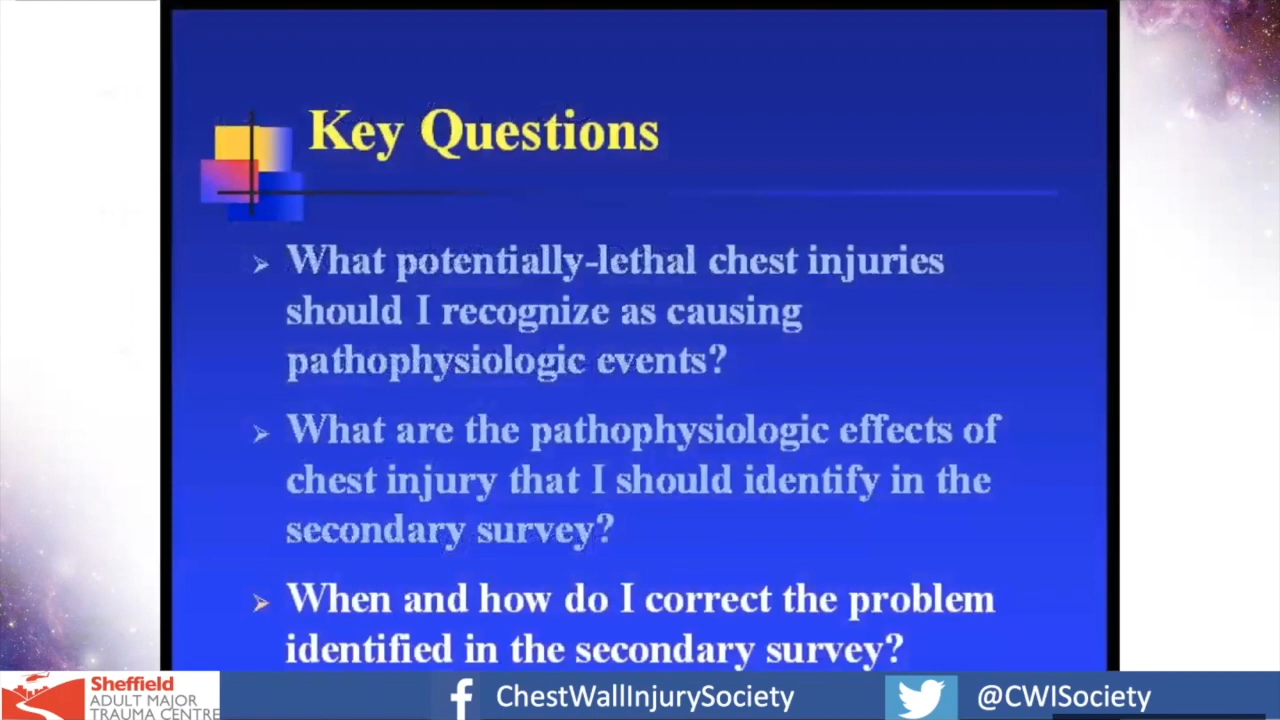 Key Questions
What potentially-lethal chest injuries
should I recognize as causing
pathophysiologic events?
What are the pathophysiologic effects of
chest injury that I should identify in the
secondary survey?
When and how do I correct the problem
identified in the secondary survey?
Sheffield
ADULT MAJOR
TRAUMA CENTRE
ChestWallInjurySociety
@CWISociety